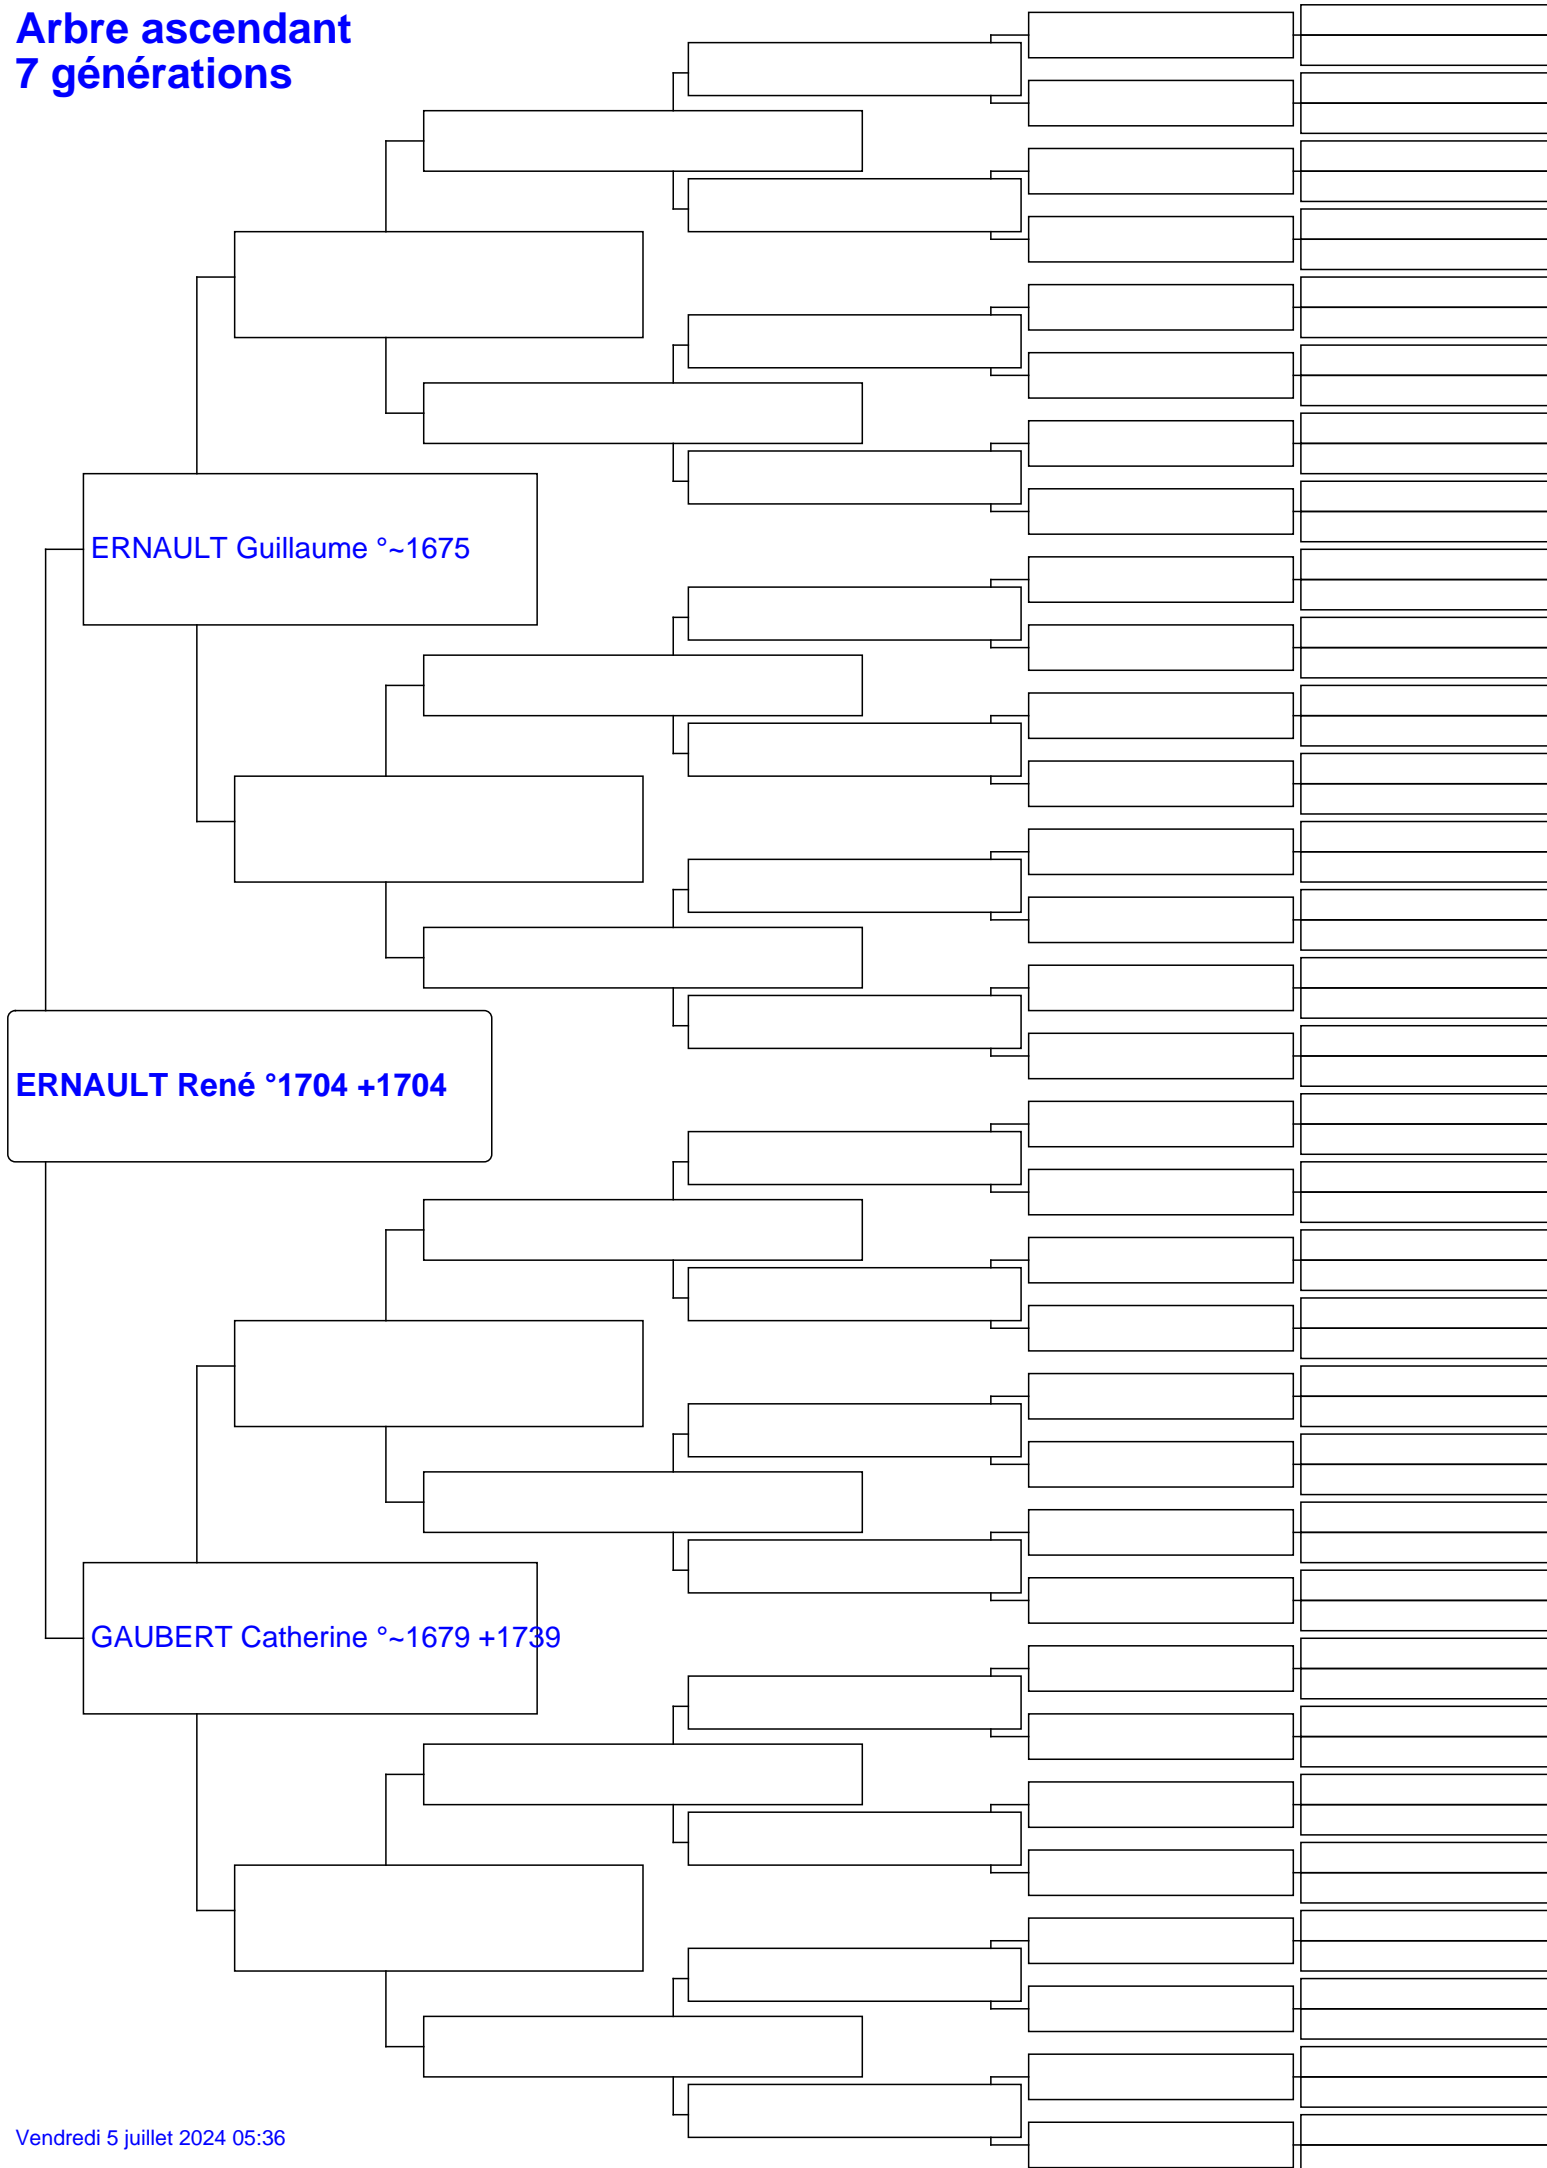 Arbre ascendant
7 générations
ERNAULT Guillaume °~1675
ERNAULT René °1704 +1704
GAUBERT Catherine °~1679 +1739
Vendredi 5 juillet 2024 05:36